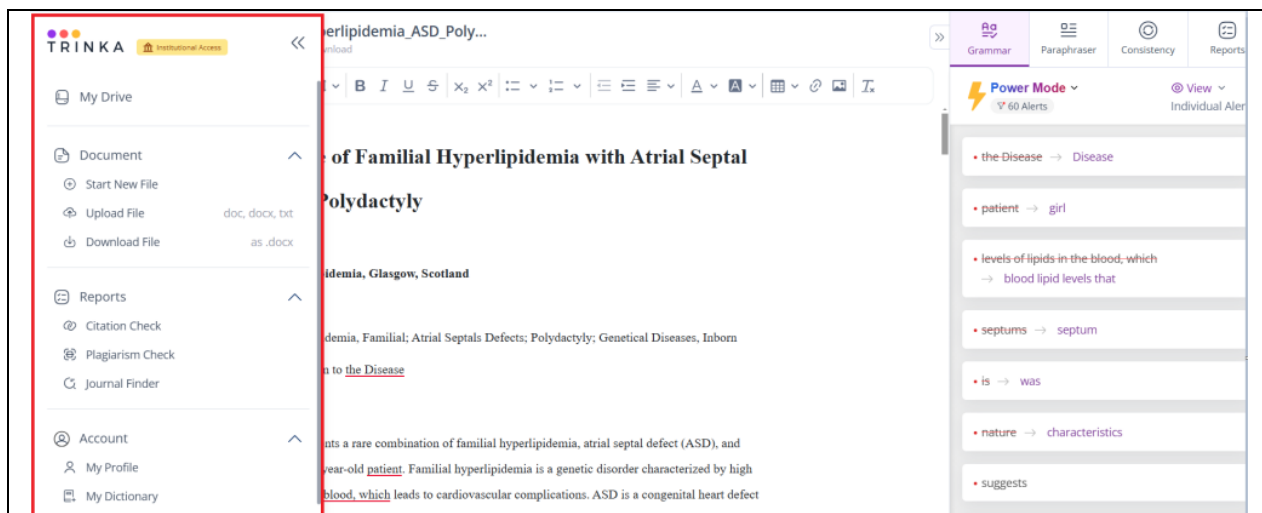 TRINKA
Institutional Access
My Drive
Document
Start New File
Upload File doc, docx, txt
Download File as .docx
Reports
Citation Check
Plagiarism Check
Journal Finder
Account
My Profile
My Dictionary
erlipidemia_ASD_Poly...
wnload
B I U S X₂ X²
of Familial Hyperlipidemia with Atrial Septal
Polydactyly
idemia, Glasgow, Scotland
demia, Familial; Atrial Septals Defects; Polydactyly; Genetical Diseases, Inborn
n to the Disease
nts a rare combination of familial hyperlipidemia, atrial septal defect (ASD), and
year-old patient. Familial hyperlipidemia is a genetic disorder characterized by high
blood, which leads to cardiovascular complications. ASD is a congenital heart defect
Grammar Paraphraser Consistency Reports
Power Mode View
60 Alerts Individual Aler
the Disease → Disease
patient → girl
levels of lipids in the blood, which
→ blood lipid levels that
septums → septum
is → was
nature → characteristics
suggests